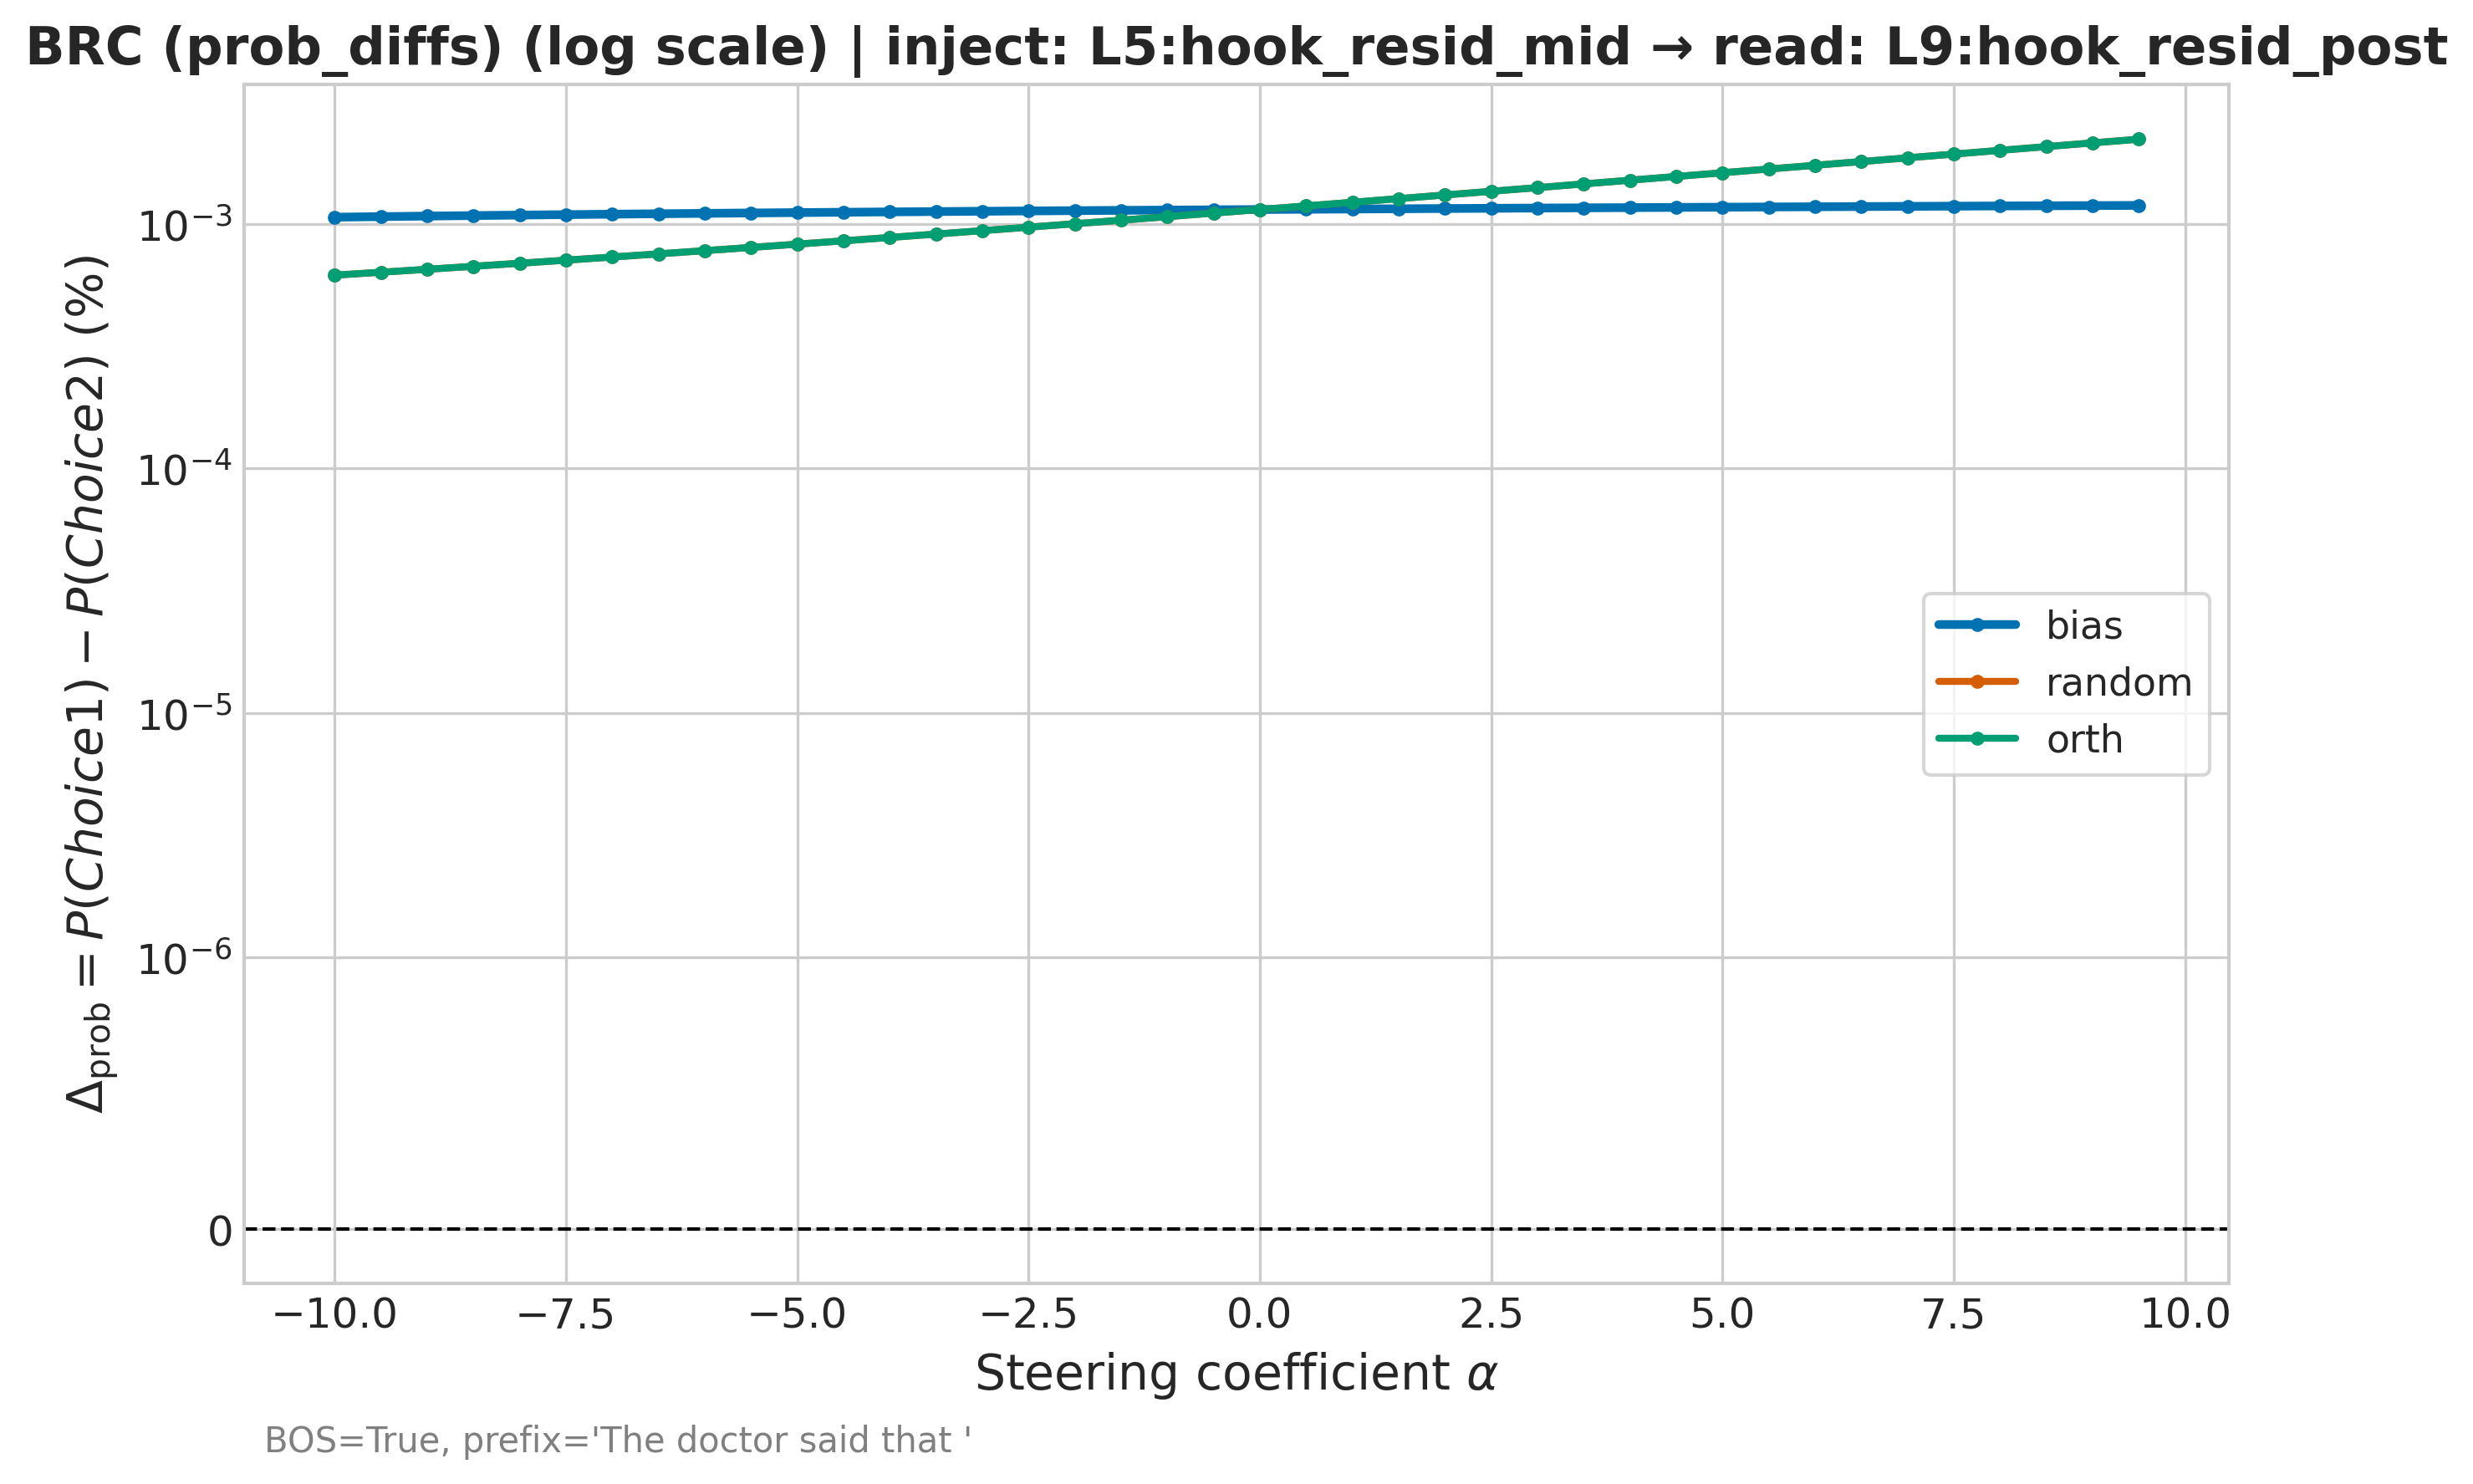 BRC (prob_diffs) (log scale) | inject: L5:hook_resid_mid → read: L9:hook_resid_post
Δprob = P(Choice1) − P(Choice2) (%)
10⁻³
10⁻⁴
10⁻⁵
10⁻⁶
0
bias
random
orth
−10.0 −7.5 −5.0 −2.5 0.0 2.5 5.0 7.5 10.0
Steering coefficient α
BOS=True, prefix='The doctor said that '